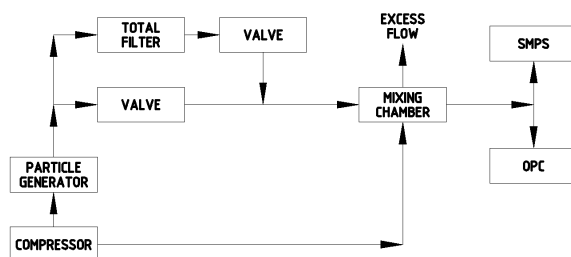 TOTAL
FILTER
VALVE
EXCESS
FLOW
SMPS
VALVE
MIXING
CHAMBER
PARTICLE
GENERATOR
OPC
COMPRESSOR